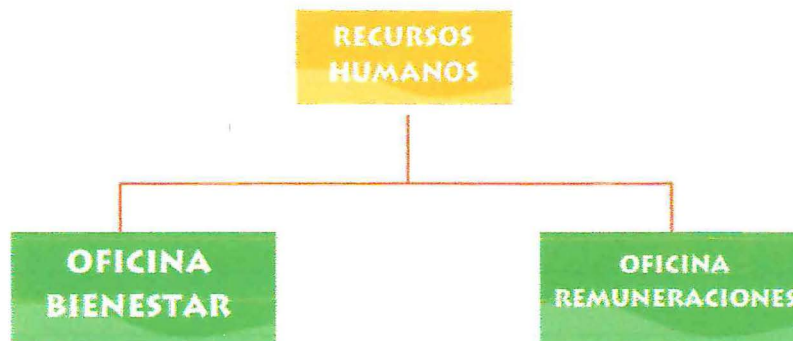 RECURSOS
HUMANOS
OFICINA
BIENESTAR
OFICINA
REMUNERACIONES